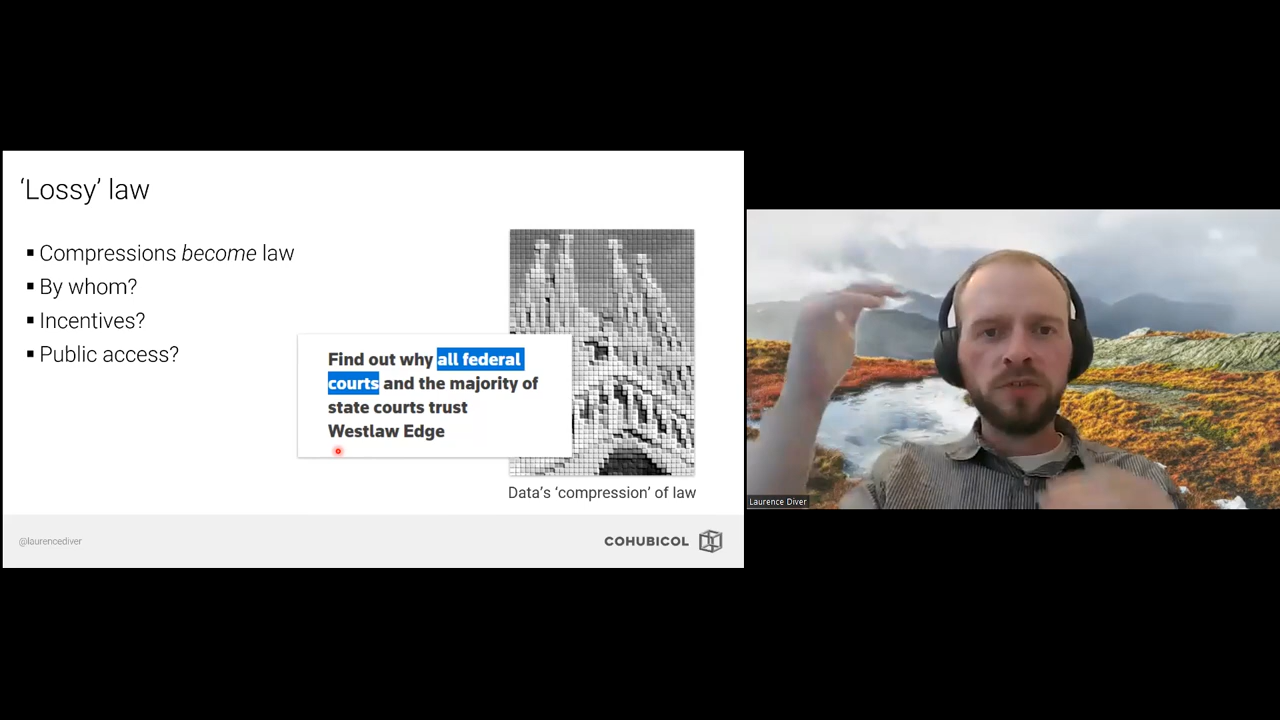 ‘Lossy’ law
▪ Compressions become law
▪ By whom?
▪ Incentives?
▪ Public access?
Find out why all federal
courts and the majority of
state courts trust
Westlaw Edge
Data’s ‘compression’ of law
@laurencediver
COHUBICOL
Laurence Diver